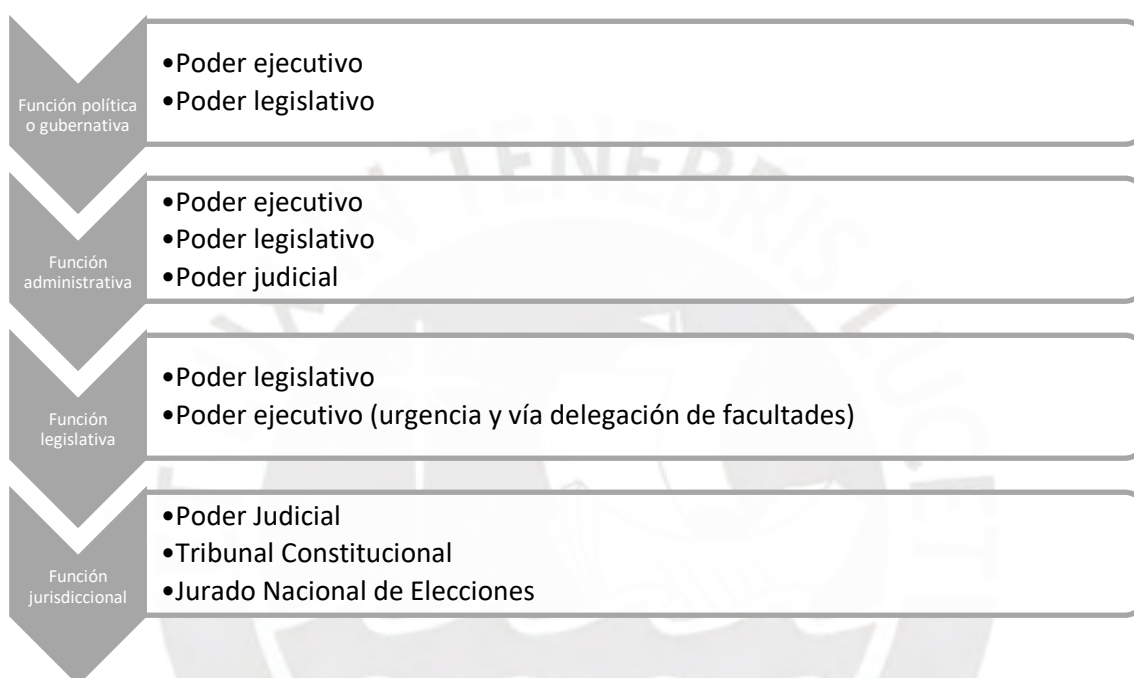 Función política
o gubernativa
•Poder ejecutivo
•Poder legislativo
Función
administrativa
•Poder ejecutivo
•Poder legislativo
•Poder judicial
Función
legislativa
•Poder legislativo
•Poder ejecutivo (urgencia y vía delegación de facultades)
Función
jurisdiccional
•Poder Judicial
•Tribunal Constitucional
•Jurado Nacional de Elecciones
TENEBRIS